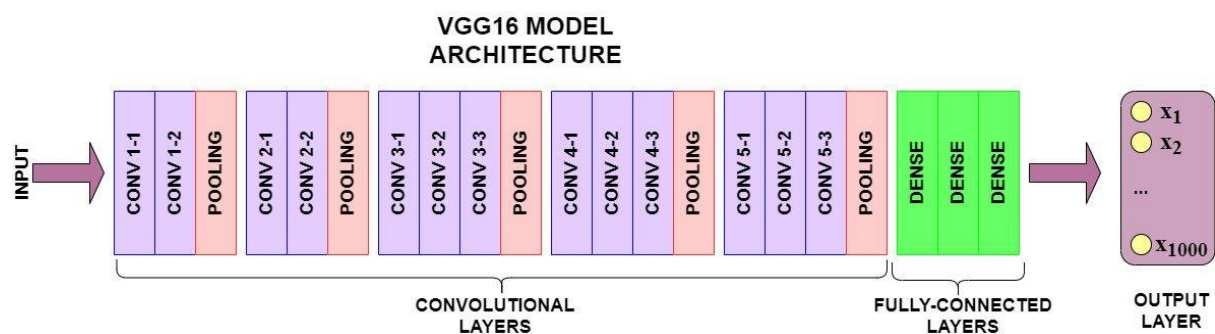 VGG16 MODEL
ARCHITECTURE
INPUT
CONV 1-1
CONV 1-2
POOLING
CONV 2-1
CONV 2-2
POOLING
CONV 3-1
CONV 3-2
CONV 3-3
POOLING
CONV 4-1
CONV 4-2
CONV 4-3
POOLING
CONV 5-1
CONV 5-2
CONV 5-3
POOLING
DENSE
DENSE
DENSE
x1
x2
...
x1000
CONVOLUTIONAL
LAYERS
FULLY-CONNECTED
LAYERS
OUTPUT
LAYER